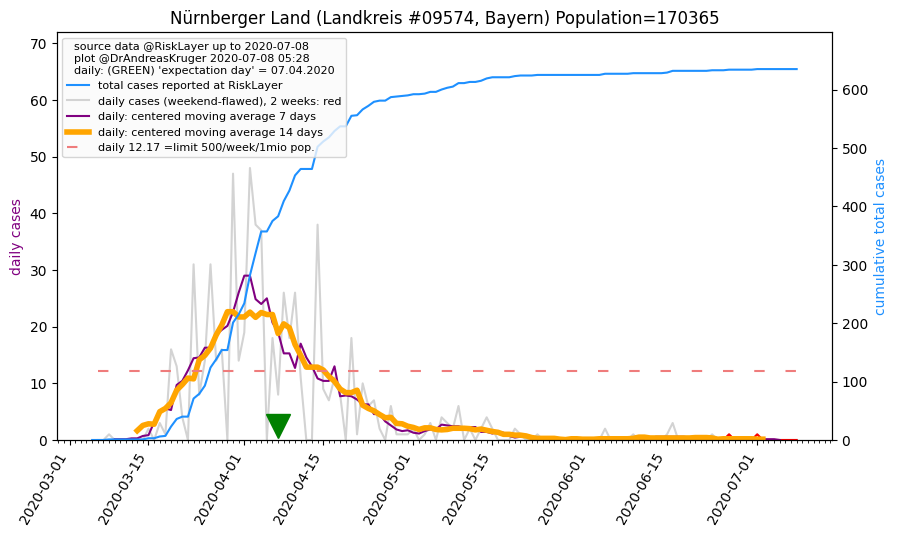 Nürnberger Land (Landkreis #09574, Bayern) Population=170365
source data @RiskLayer up to 2020-07-08
plot @DrAndreasKruger 2020-07-08 05:28
daily: (GREEN) 'expectation day' = 07.04.2020
total cases reported at RiskLayer
daily cases (weekend-flawed), 2 weeks: red
daily: centered moving average 7 days
daily: centered moving average 14 days
daily 12.17 =limit 500/week/1mio pop.
daily cases
70
60
50
40
30
20
10
0
cumulative total cases
600
500
400
300
200
100
0
2020-03-01
2020-03-15
2020-04-01
2020-04-15
2020-05-01
2020-05-15
2020-06-01
2020-06-15
2020-07-01